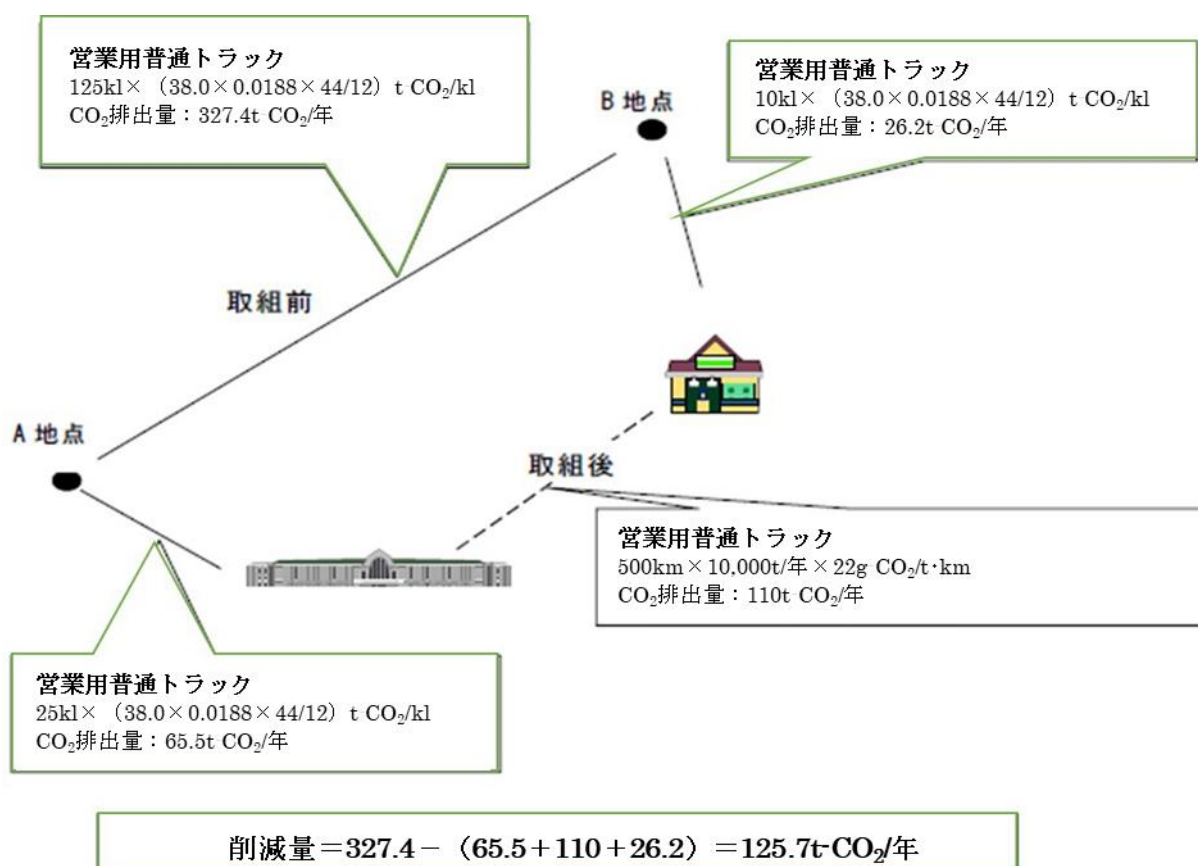 営業用普通トラック
125kl×（38.0×0.0188×44/12）t-CO₂/kl
CO₂排出量：327.4t-CO₂/年
営業用普通トラック
10kl×（38.0×0.0188×44/12）t-CO₂/kl
CO₂排出量：26.2t-CO₂/年
B 地点
取組前
A 地点
取組後
営業用普通トラック
500km×10,000t/年×22g-CO₂/t･km
CO₂排出量：110t-CO₂/年
営業用普通トラック
25kl×（38.0×0.0188×44/12）t-CO₂/kl
CO₂排出量：65.5t-CO₂/年
削減量＝327.4－（65.5＋110＋26.2）＝125.7t-CO₂/年